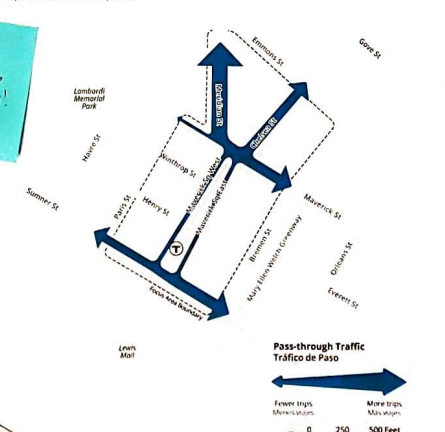 Emmons St
Gove St
Lombardi
Memorial
Park
Meridian St
Havre St
Winthrop St
Maverick Sq West
Maverick Sq East
Sumner St
Paris St
Henry St
Maverick St
T
Bremen St
Mary Ellen Welch Greenway
Orleans St
Everett St
Focus Area Boundary
Lewis
Mall
Pass-through Traffic
Tráfico de Paso
Fewer trips
More trips
Menos viajes
Más viajes
0 250 500 Feet